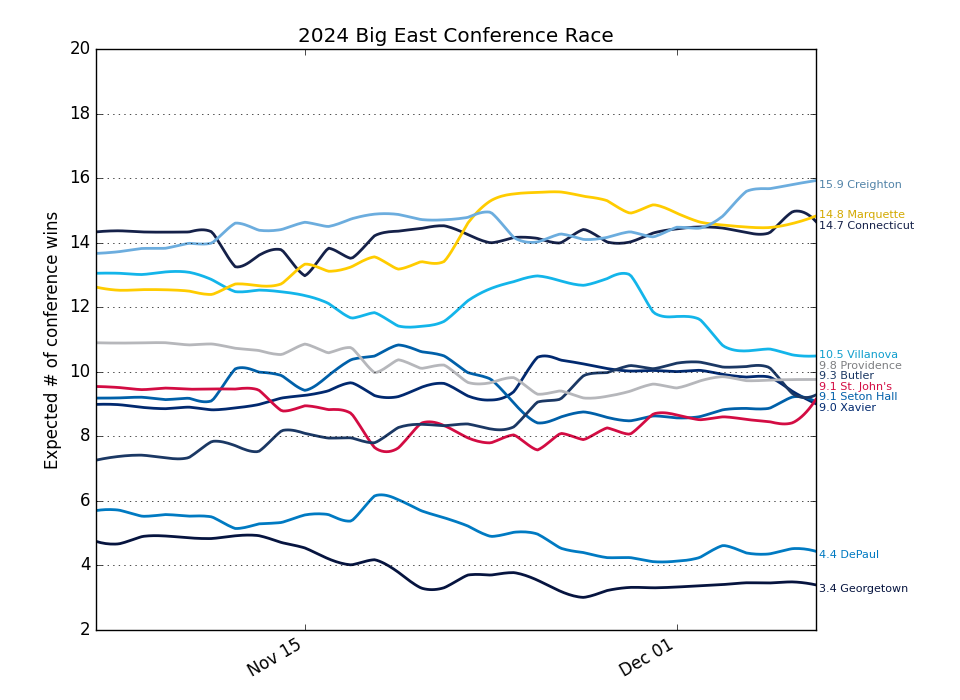 2024 Big East Conference Race
Expected # of conference wins
20
18
16
14
12
10
8
6
4
2
Nov 15
Dec 01
15.9 Creighton
14.8 Marquette
14.7 Connecticut
10.5 Villanova
9.8 Providence
9.3 Butler
9.1 St. John's
9.1 Seton Hall
9.0 Xavier
4.4 DePaul
3.4 Georgetown